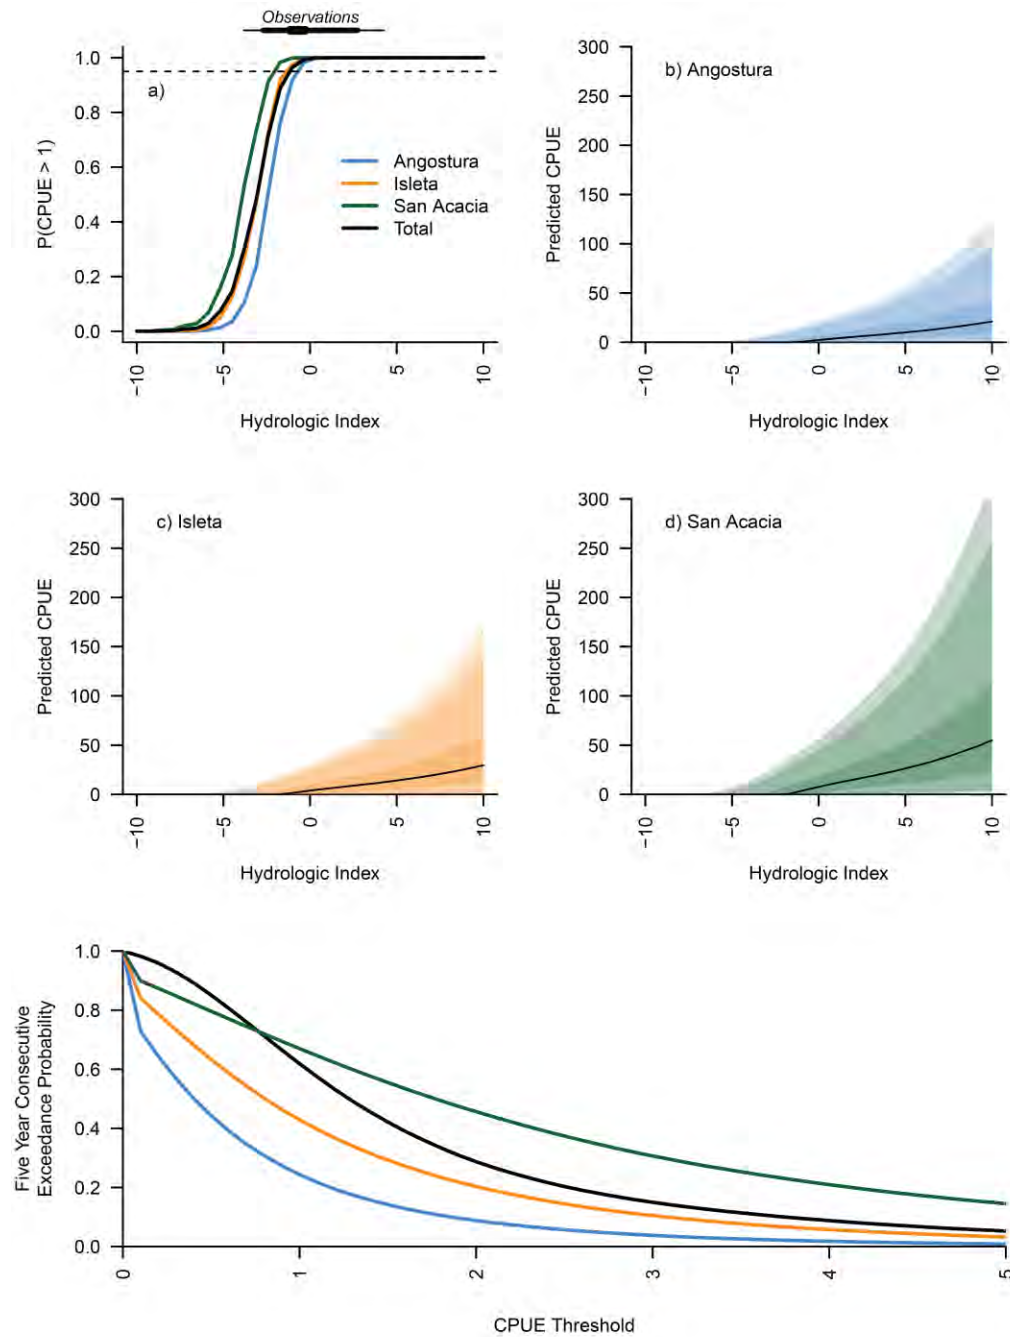 Observations
1.0
0.8
0.6
0.4
0.2
0.0
P(CPUE > 1)
a)
Angostura
Isleta
San Acacia
Total
−10
−5
0
5
10
Hydrologic Index
b) Angostura
300
250
200
150
100
50
0
Predicted CPUE
−10
−5
0
5
10
Hydrologic Index
c) Isleta
300
250
200
150
100
50
0
Predicted CPUE
−10
−5
0
5
10
Hydrologic Index
d) San Acacia
300
250
200
150
100
50
0
Predicted CPUE
−10
−5
0
5
10
Hydrologic Index
1.0
0.8
0.6
0.4
0.2
0.0
Five Year Consecutive
Exceedance Probability
0
1
2
3
4
5
CPUE Threshold